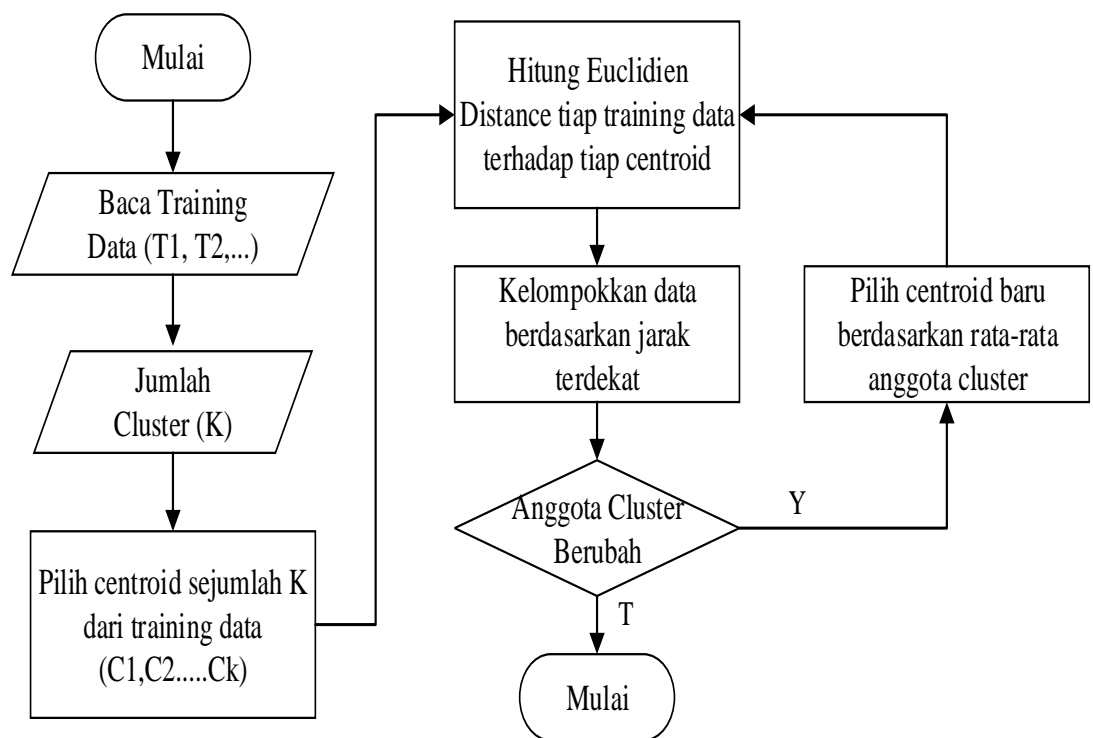 Mulai
Baca Training
Data (T1, T2,...)
Jumlah
Cluster (K)
Pilih centroid sejumlah K
dari training data
(C1,C2.....Ck)
Hitung Euclidien
Distance tiap training data
terhadap tiap centroid
Kelompokkan data
berdasarkan jarak
terdekat
Anggota Cluster
Berubah
Y
T
Pilih centroid baru
berdasarkan rata-rata
anggota cluster
Mulai